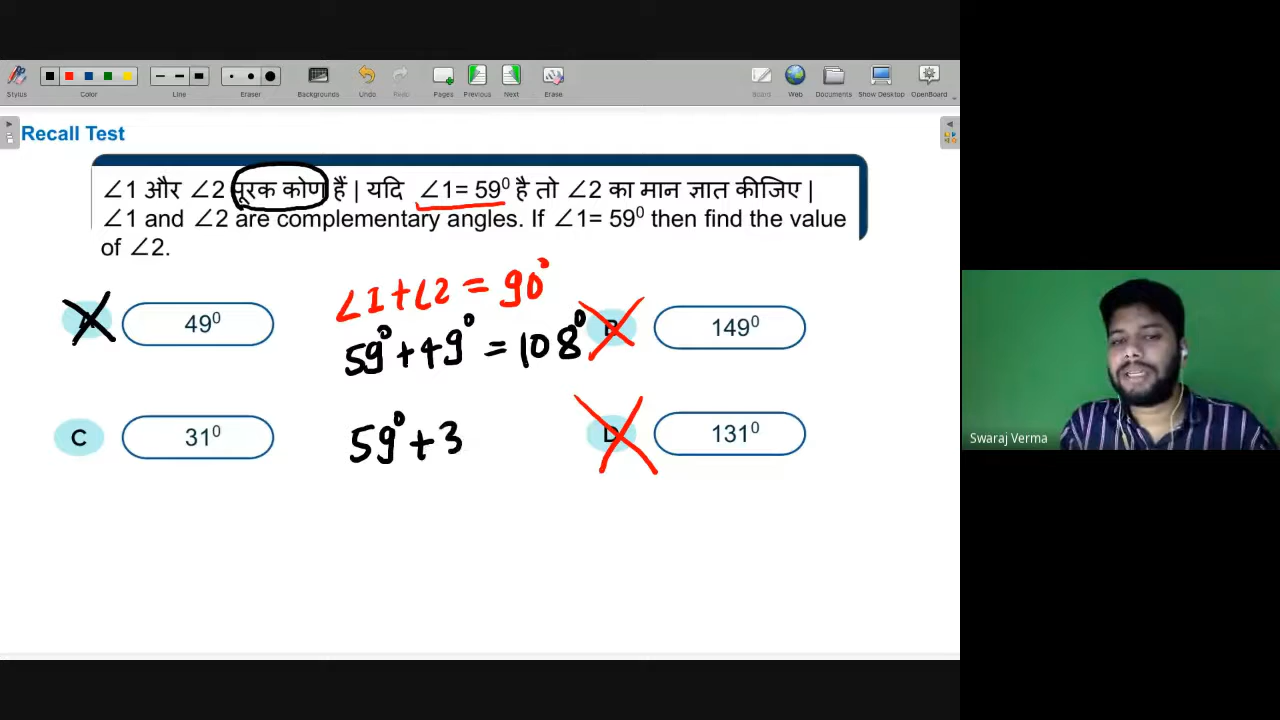 Stylus Color Line Eraser Backgrounds Undo Redo Pages Previous Next Erase Board Web Documents Show Desktop OpenBoard
Recall Test
∠1 और ∠2 पूरक कोण हैं | यदि ∠1= 59⁰ है तो ∠2 का मान ज्ञात कीजिए |
∠1 and ∠2 are complementary angles. If ∠1= 59⁰ then find the value
of ∠2.
∠1+∠2 = 90°
A 49⁰
B 149⁰
59°+49° = 108°
C 31⁰
59°+3
D 131⁰
Swaraj Verma